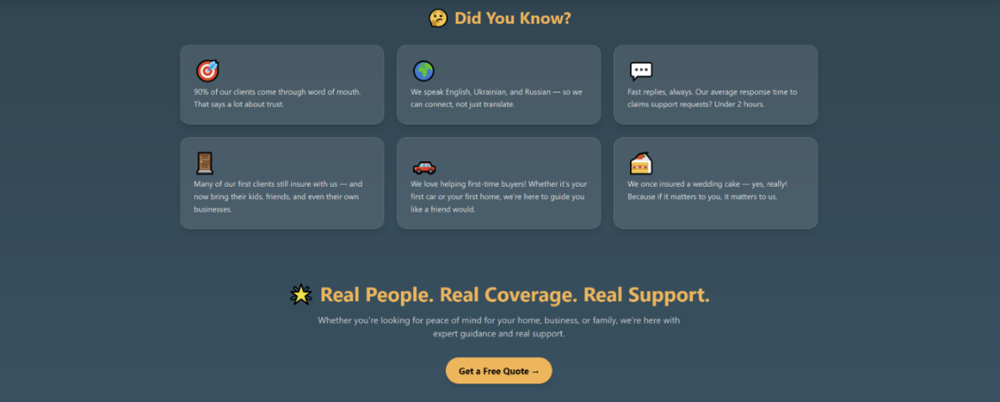 Did You Know?
90% of our clients come through word of mouth.
That says a lot about trust.
We speak English, Ukrainian, and Russian — so we
can connect, not just translate.
Fast replies, always. Our average response time to
claims support requests? Under 2 hours.
Many of our first clients still insure with us — and
now bring their kids, friends, and even their own
businesses.
We love helping first-time buyers! Whether it's your
first car or your first home, we're here to guide you
like a friend would.
We once insured a wedding cake — yes, really!
Because if it matters to you, it matters to us.
Real People. Real Coverage. Real Support.
Whether you're looking for peace of mind for your home, business, or family, we're here with
expert guidance and real support.
Get a Free Quote →